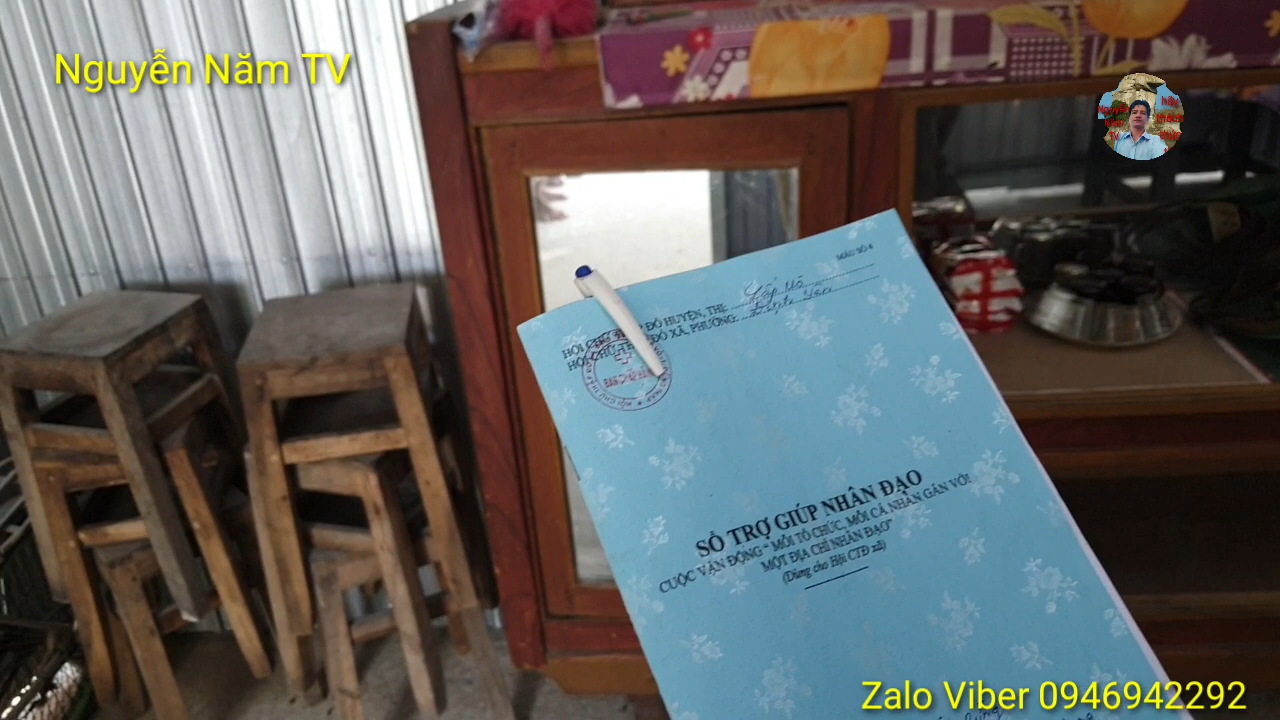 Nguyễn Năm TV
MẪU SỐ 4
HỘI CHỮ THẬP ĐỎ HUYỆN, THỊ:
HỘI CHỮ THẬP ĐỎ XÃ, PHƯỜNG:
SỔ TRỢ GIÚP NHÂN ĐẠO
CUỘC VẬN ĐỘNG " MỖI TỔ CHỨC, MỖI CÁ NHÂN GẮN VỚI
MỘT ĐỊA CHỈ NHÂN ĐẠO"
(Dùng cho Hội CTĐ xã)
Zalo Viber 0946942292